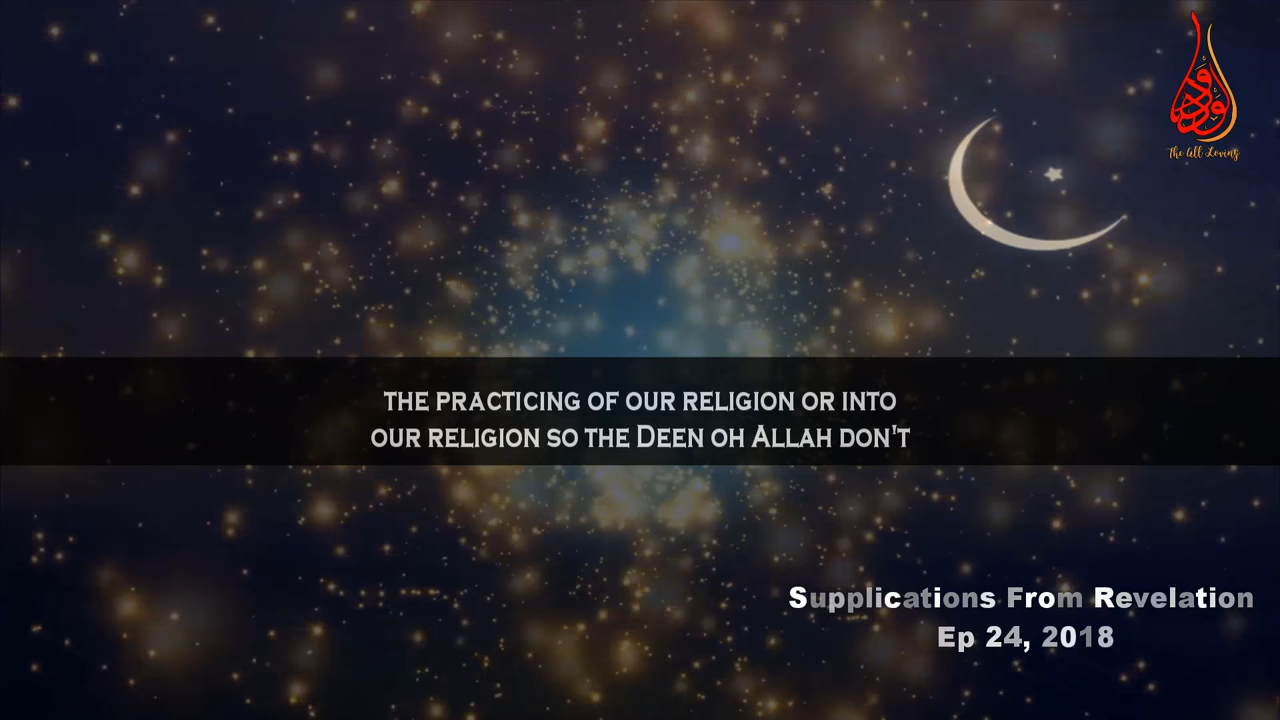 الودود
The All Loving
THE PRACTICING OF OUR RELIGION OR INTO
OUR RELIGION SO THE DEEN OH ALLAH DON'T
Supplications From Revelation
Ep 24, 2018